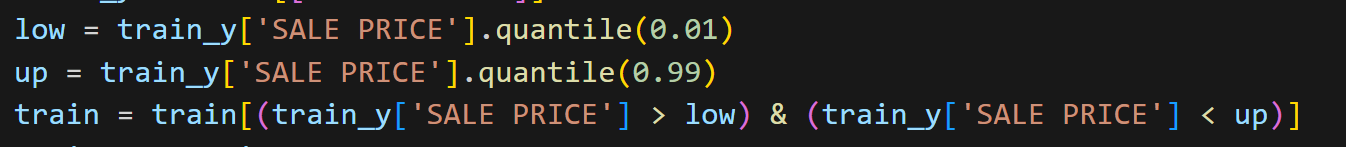 low = train_y['SALE PRICE'].quantile(0.01)
up = train_y['SALE PRICE'].quantile(0.99)
train = train[(train_y['SALE PRICE'] > low) & (train_y['SALE PRICE'] < up)]